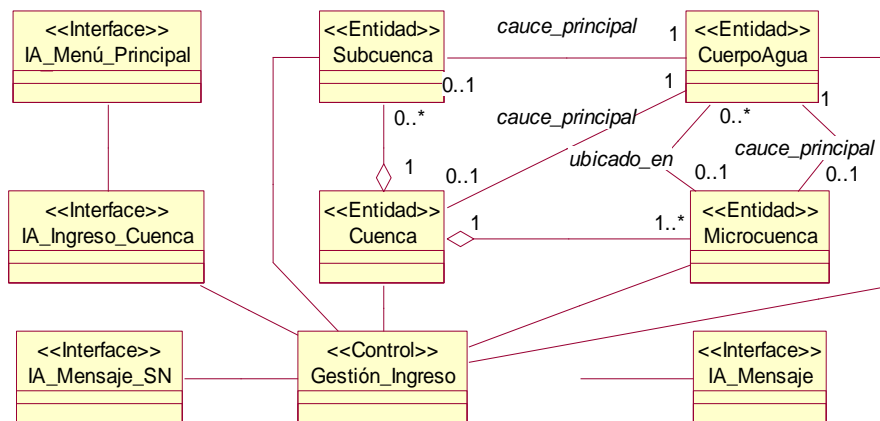 <<Interface>>
IA_Menú_Principal
<<Entidad>>
Subcuenca
cauce_principal
1
0..1
<<Entidad>>
CuerpoAgua
1
1
0..*
cauce_principal
0..*
ubicado_en
cauce_principal
1
0..1
0..1
0..1
<<Interface>>
IA_Ingreso_Cuenca
<<Entidad>>
Cuenca
1
1..*
<<Entidad>>
Microcuenca
<<Interface>>
IA_Mensaje_SN
<<Control>>
Gestión_Ingreso
<<Interface>>
IA_Mensaje